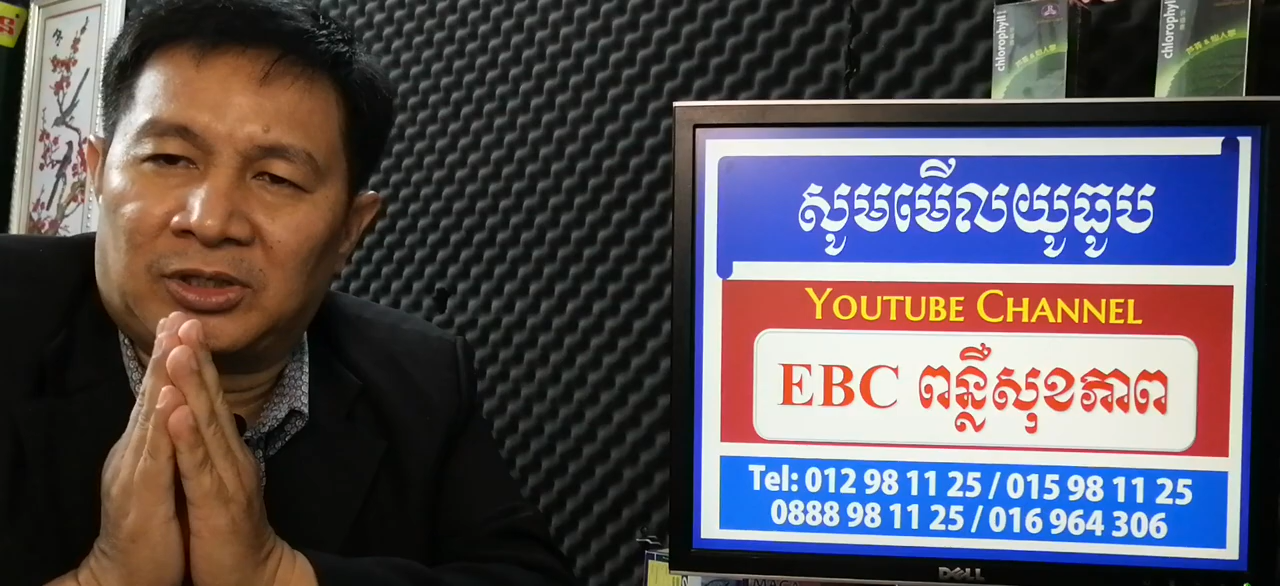 chlorophyll
chlorophyll
សូមមើលយូធូប
YOUTUBE CHANNEL
EBC ពន្លឺសុខភាព
Tel: 012 98 11 25 / 015 98 11 25
0888 98 11 25 / 016 964 306
DELL
MACA